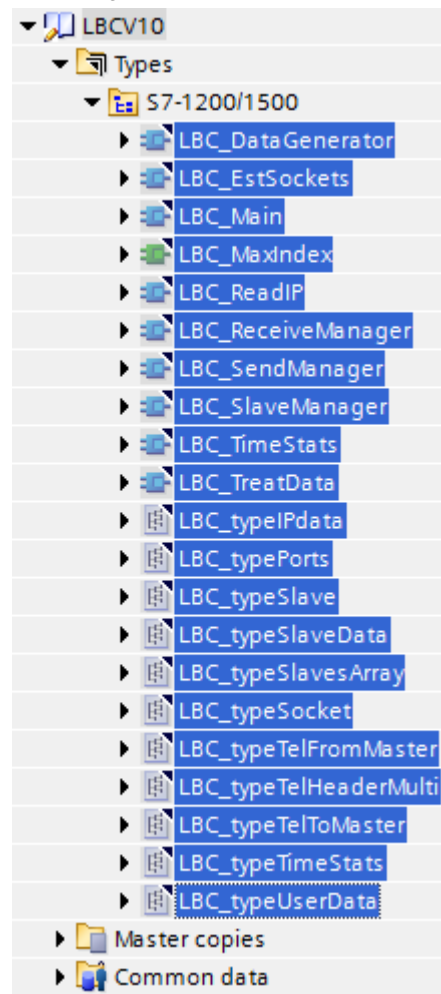 LBCV10
Types
S7-1200/1500
LBC_DataGenerator
LBC_EstSockets
LBC_Main
LBC_MaxIndex
LBC_ReadIP
LBC_ReceiveManager
LBC_SendManager
LBC_SlaveManager
LBC_TimeStats
LBC_TreatData
LBC_typeIPdata
LBC_typePorts
LBC_typeSlave
LBC_typeSlaveData
LBC_typeSlavesArray
LBC_typeSocket
LBC_typeTelFromMaster
LBC_typeTelHeaderMulti
LBC_typeTelToMaster
LBC_typeTimeStats
LBC_typeUserData
Master copies
Common data